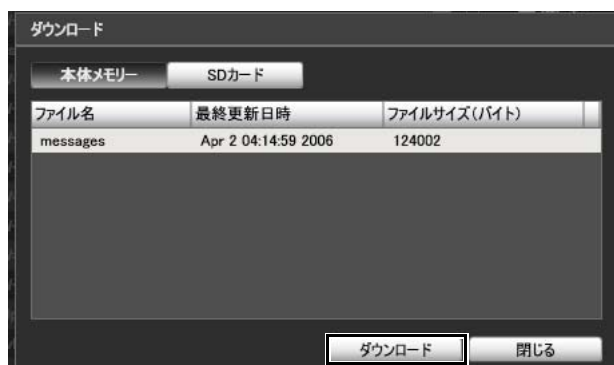 ダウンロード
本体メモリー SDカード
ファイル名 最終更新日時 ファイルサイズ(バイト)
messages Apr 2 04:14:59 2006 124002
ダウンロード 閉じる